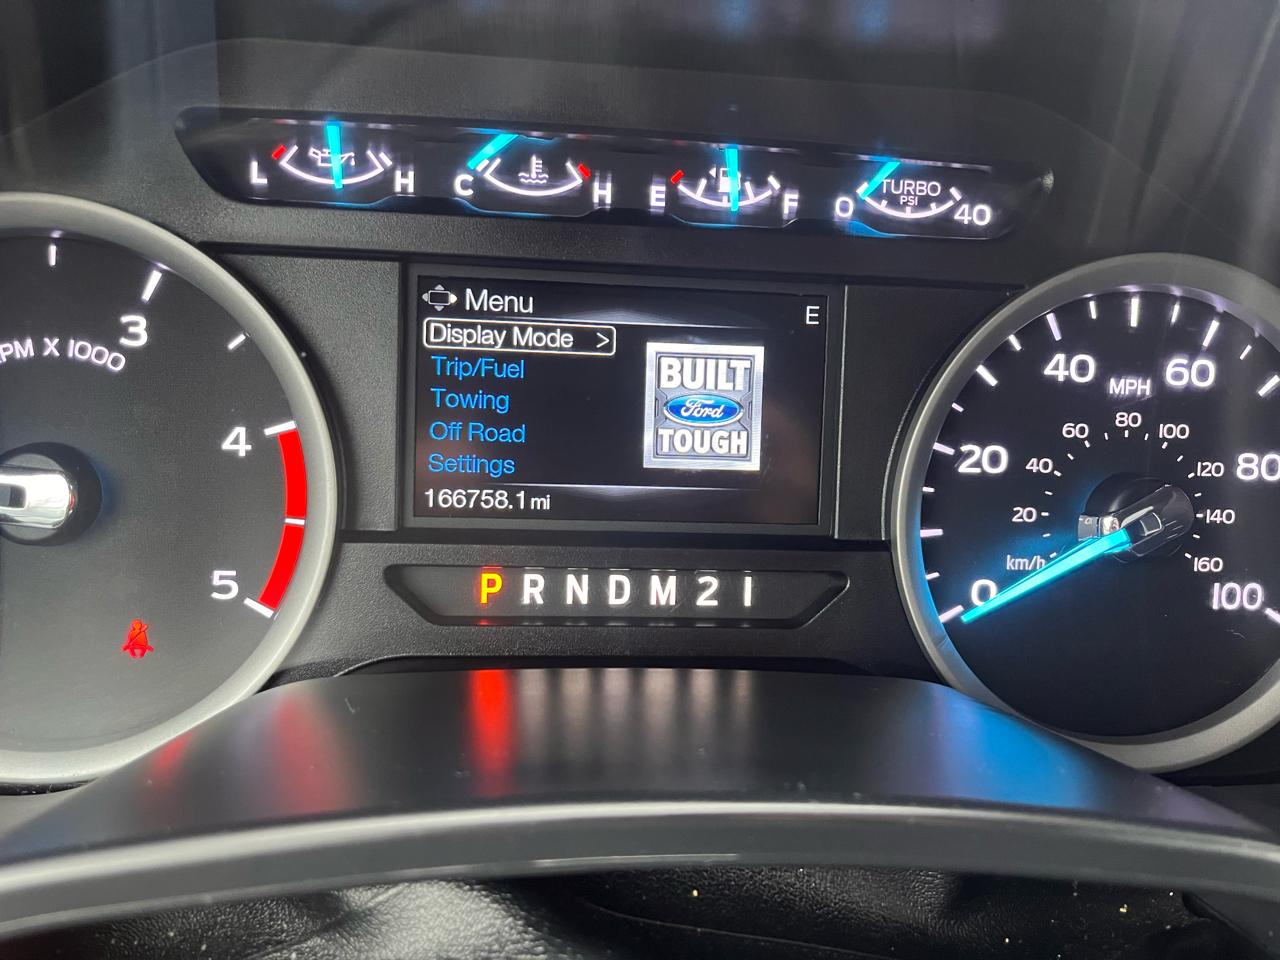 L H C H E F 0 TURBO PSI 40
Menu E
Display Mode >
Trip/Fuel
Towing
Off Road
Settings
166758.1 mi
BUILT
Ford
TOUGH
P R N D M 2 1
PM X 1000
3
4
5
MPH
0 20 40 60 80 100
km/h
20 40 60 80 100 120 140 160